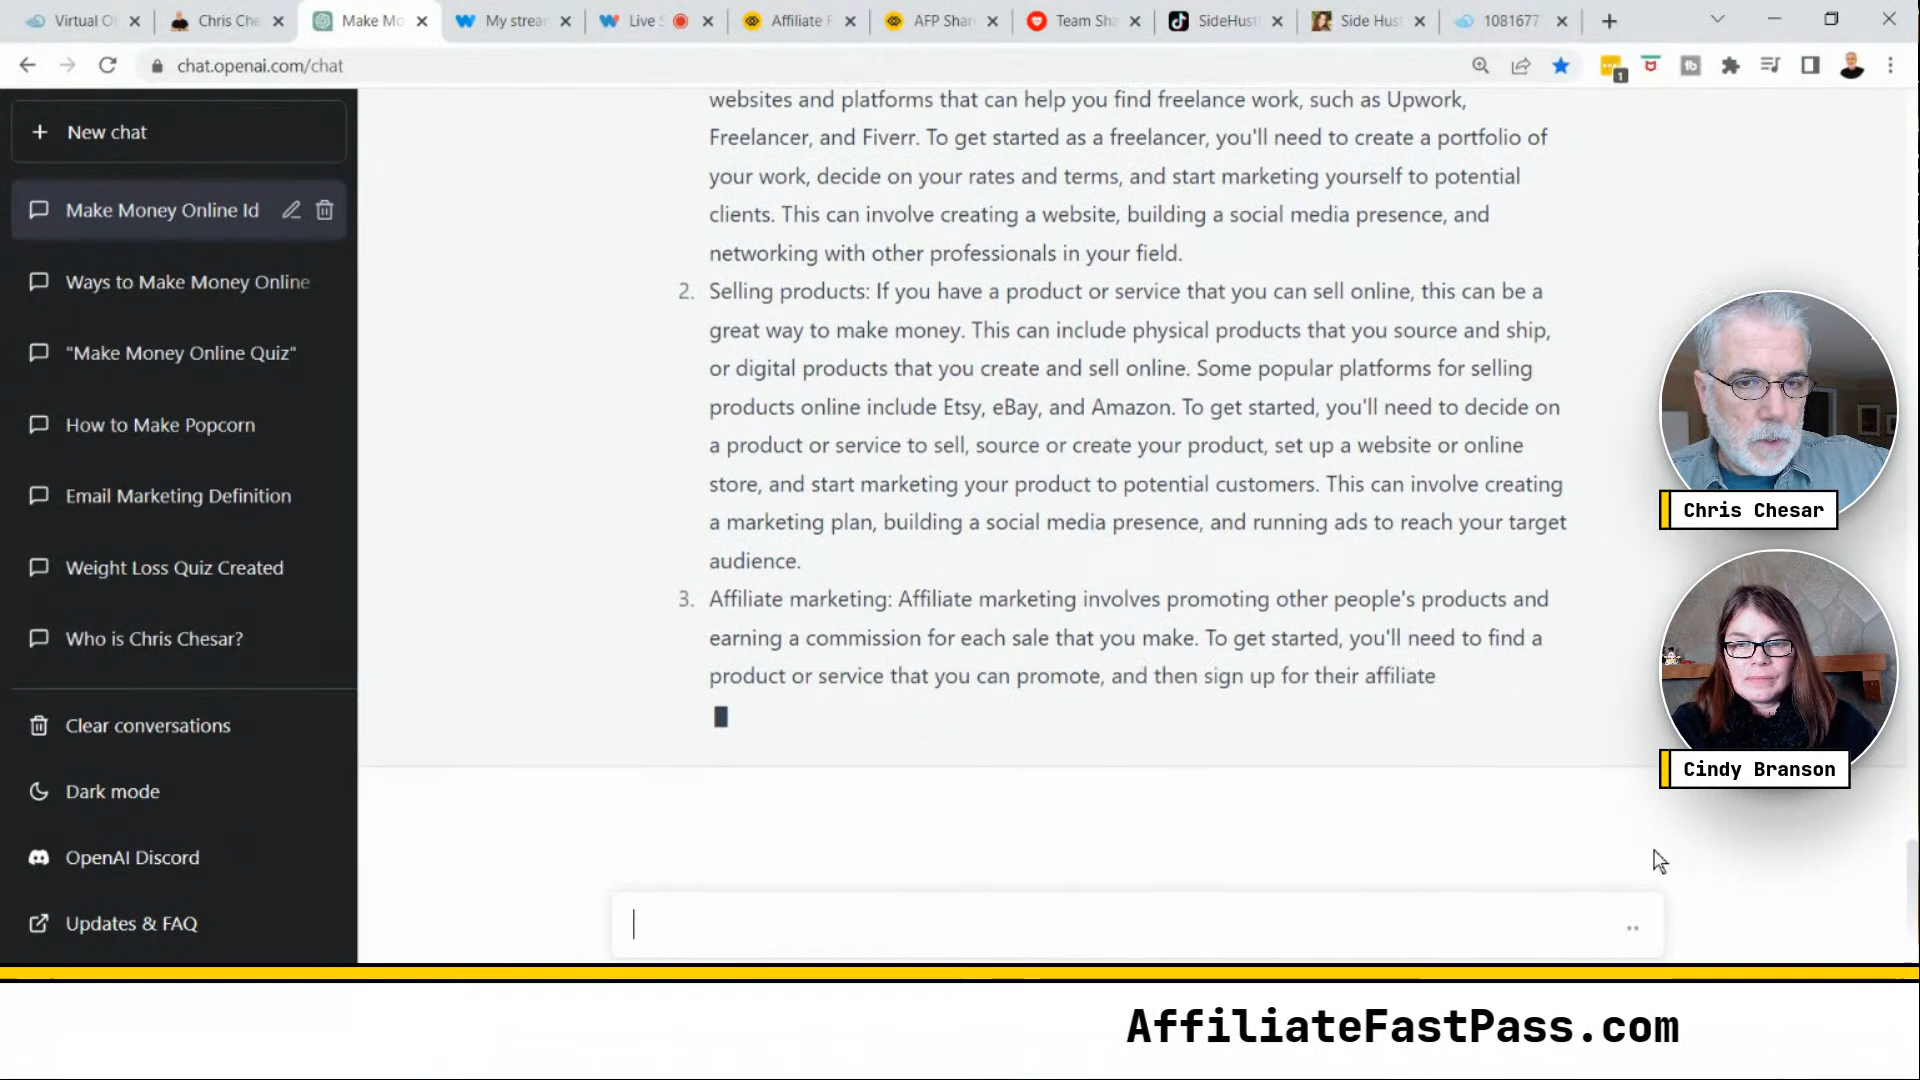 Virtual O
Chris Che
Make Mo
My strea
Live S
Affiliate F
AFP Shar
Team Sha
SideHust
Side Hus
1081677
chat.openai.com/chat
1
New chat
Make Money Online Id
Ways to Make Money Online
"Make Money Online Quiz"
How to Make Popcorn
Email Marketing Definition
Weight Loss Quiz Created
Who is Chris Chesar?
Clear conversations
Dark mode
OpenAI Discord
Updates & FAQ
websites and platforms that can help you find freelance work, such as Upwork,
Freelancer, and Fiverr. To get started as a freelancer, you'll need to create a portfolio of
your work, decide on your rates and terms, and start marketing yourself to potential
clients. This can involve creating a website, building a social media presence, and
networking with other professionals in your field.
2. Selling products: If you have a product or service that you can sell online, this can be a
great way to make money. This can include physical products that you source and ship,
or digital products that you create and sell online. Some popular platforms for selling
products online include Etsy, eBay, and Amazon. To get started, you'll need to decide on
a product or service to sell, source or create your product, set up a website or online
store, and start marketing your product to potential customers. This can involve creating
a marketing plan, building a social media presence, and running ads to reach your target
audience.
3. Affiliate marketing: Affiliate marketing involves promoting other people's products and
earning a commission for each sale that you make. To get started, you'll need to find a
product or service that you can promote, and then sign up for their affiliate
Chris Chesar
Cindy Branson
AffiliateFastPass.com